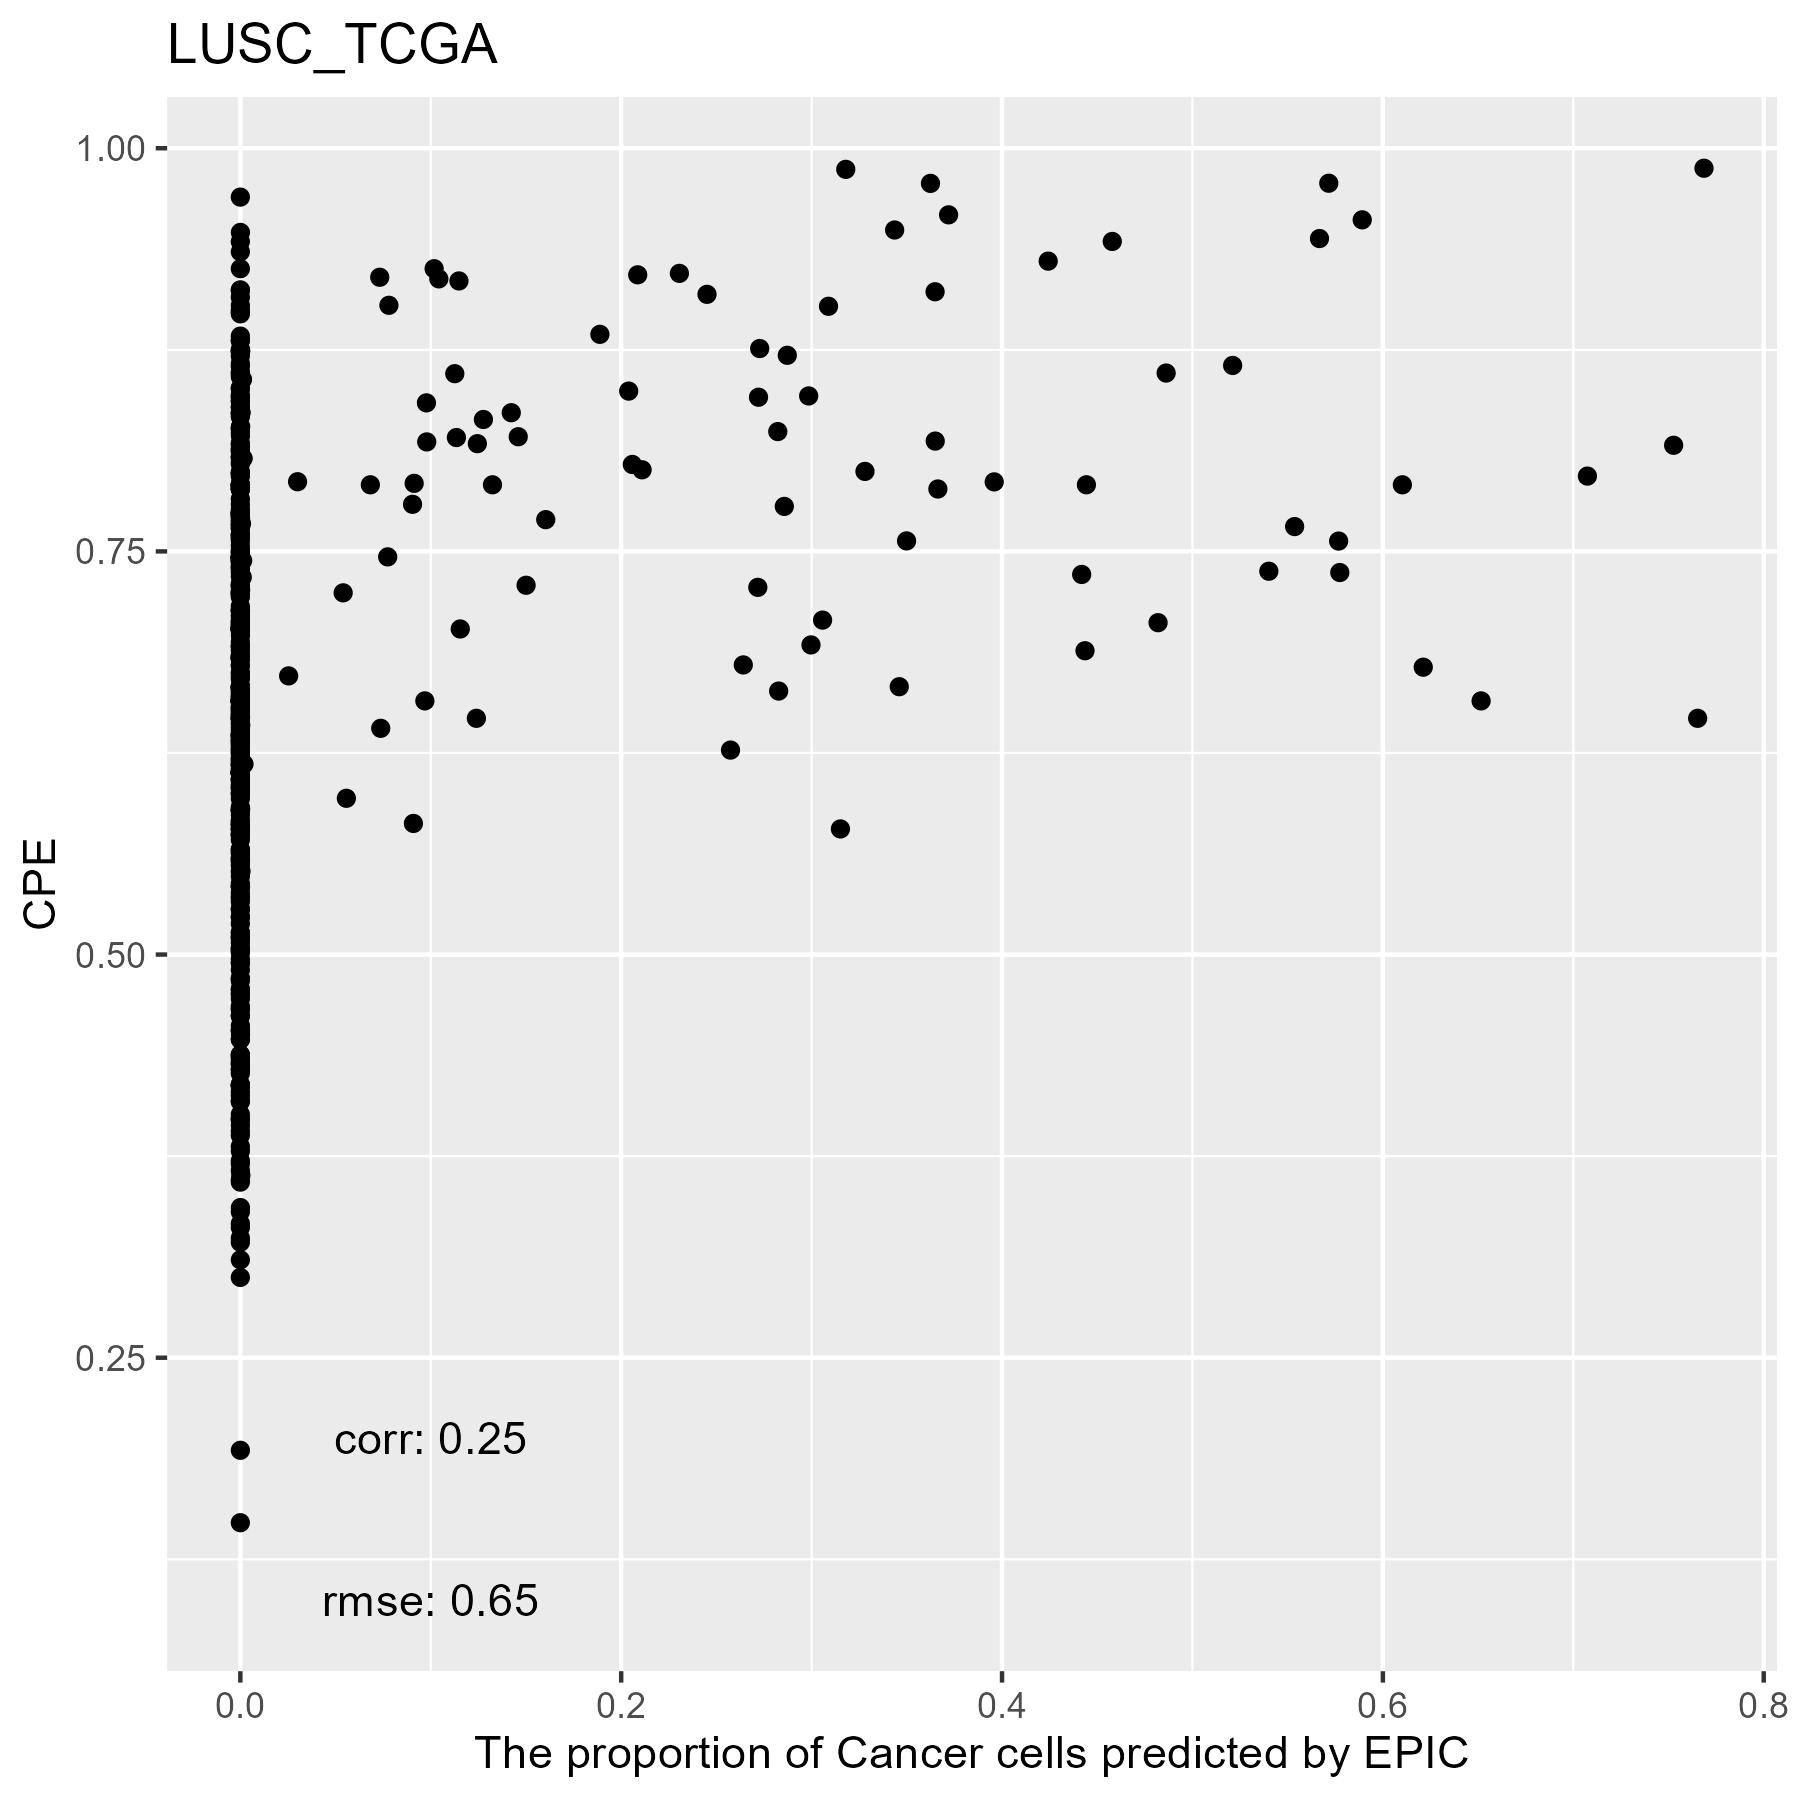 LUSC_TCGA
1.00
0.75
0.50
0.25
CPE
corr: 0.25
rmse: 0.65
0.0 0.2 0.4 0.6 0.8
The proportion of Cancer cells predicted by EPIC